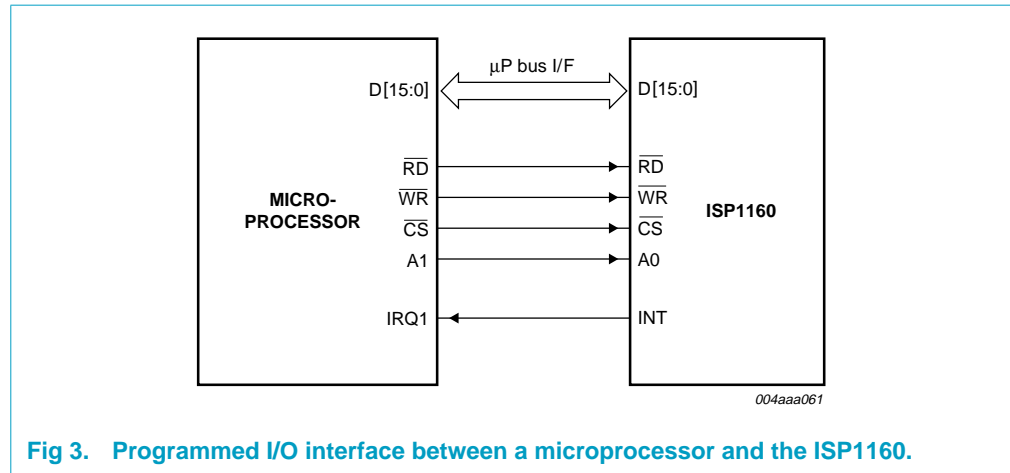 µP bus I/F
D[15:0] D[15:0]
RD RD
MICRO-
PROCESSOR
WR WR
ISP1160
CS CS
A1 A0
IRQ1 INT
004aaa061
Fig 3. Programmed I/O interface between a microprocessor and the ISP1160.